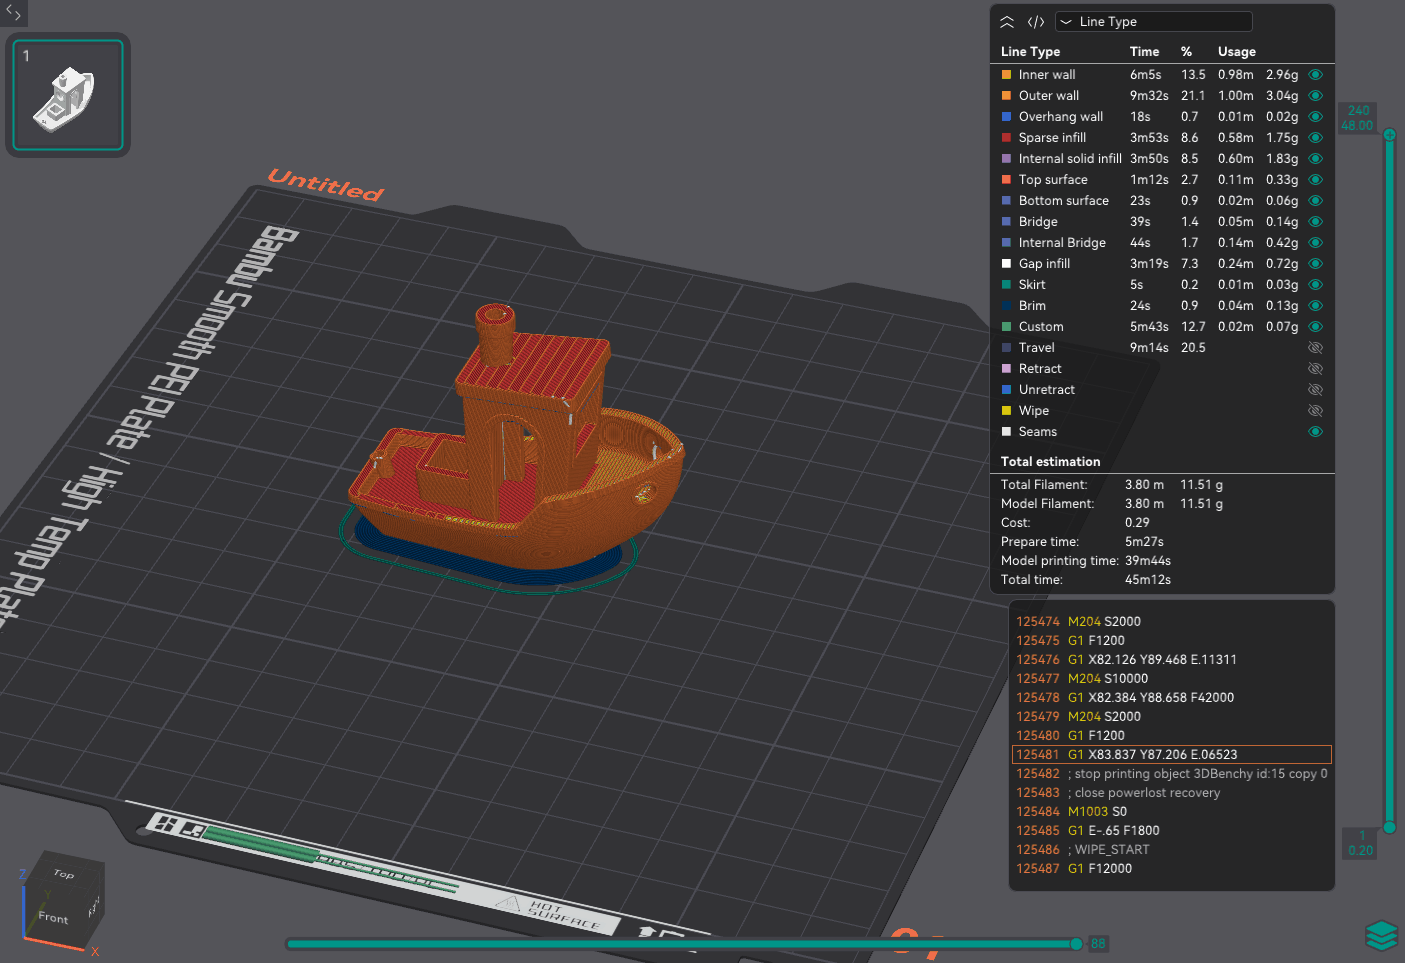 1
Untitled
Bambu Smooth PEI Plate / High Temp Plate
HOT
SURFACE
Top
Front
Z
Y
X
88
Line Type
Line Type Time % Usage
Inner wall 6m5s 13.5 0.98m 2.96g
Outer wall 9m32s 21.1 1.00m 3.04g
Overhang wall 18s 0.7 0.01m 0.02g
Sparse infill 3m53s 8.6 0.58m 1.75g
Internal solid infill 3m50s 8.5 0.60m 1.83g
Top surface 1m12s 2.7 0.11m 0.33g
Bottom surface 23s 0.9 0.02m 0.06g
Bridge 39s 1.4 0.05m 0.14g
Internal Bridge 44s 1.7 0.14m 0.42g
Gap infill 3m19s 7.3 0.24m 0.72g
Skirt 5s 0.2 0.01m 0.03g
Brim 24s 0.9 0.04m 0.13g
Custom 5m43s 12.7 0.02m 0.07g
Travel 9m14s 20.5
Retract
Unretract
Wipe
Seams
Total estimation
Total Filament: 3.80 m 11.51 g
Model Filament: 3.80 m 11.51 g
Cost: 0.29
Prepare time: 5m27s
Model printing time: 39m44s
Total time: 45m12s
125474 M204 S2000
125475 G1 F1200
125476 G1 X82.126 Y89.468 E.11311
125477 M204 S10000
125478 G1 X82.384 Y88.658 F42000
125479 M204 S2000
125480 G1 F1200
125481 G1 X83.837 Y87.206 E.06523
125482 ; stop printing object 3DBenchy id:15 copy 0
125483 ; close powerlost recovery
125484 M1003 S0
125485 G1 E-.65 F1800
125486 ; WIPE_START
125487 G1 F12000
240
48.00
1
0.20